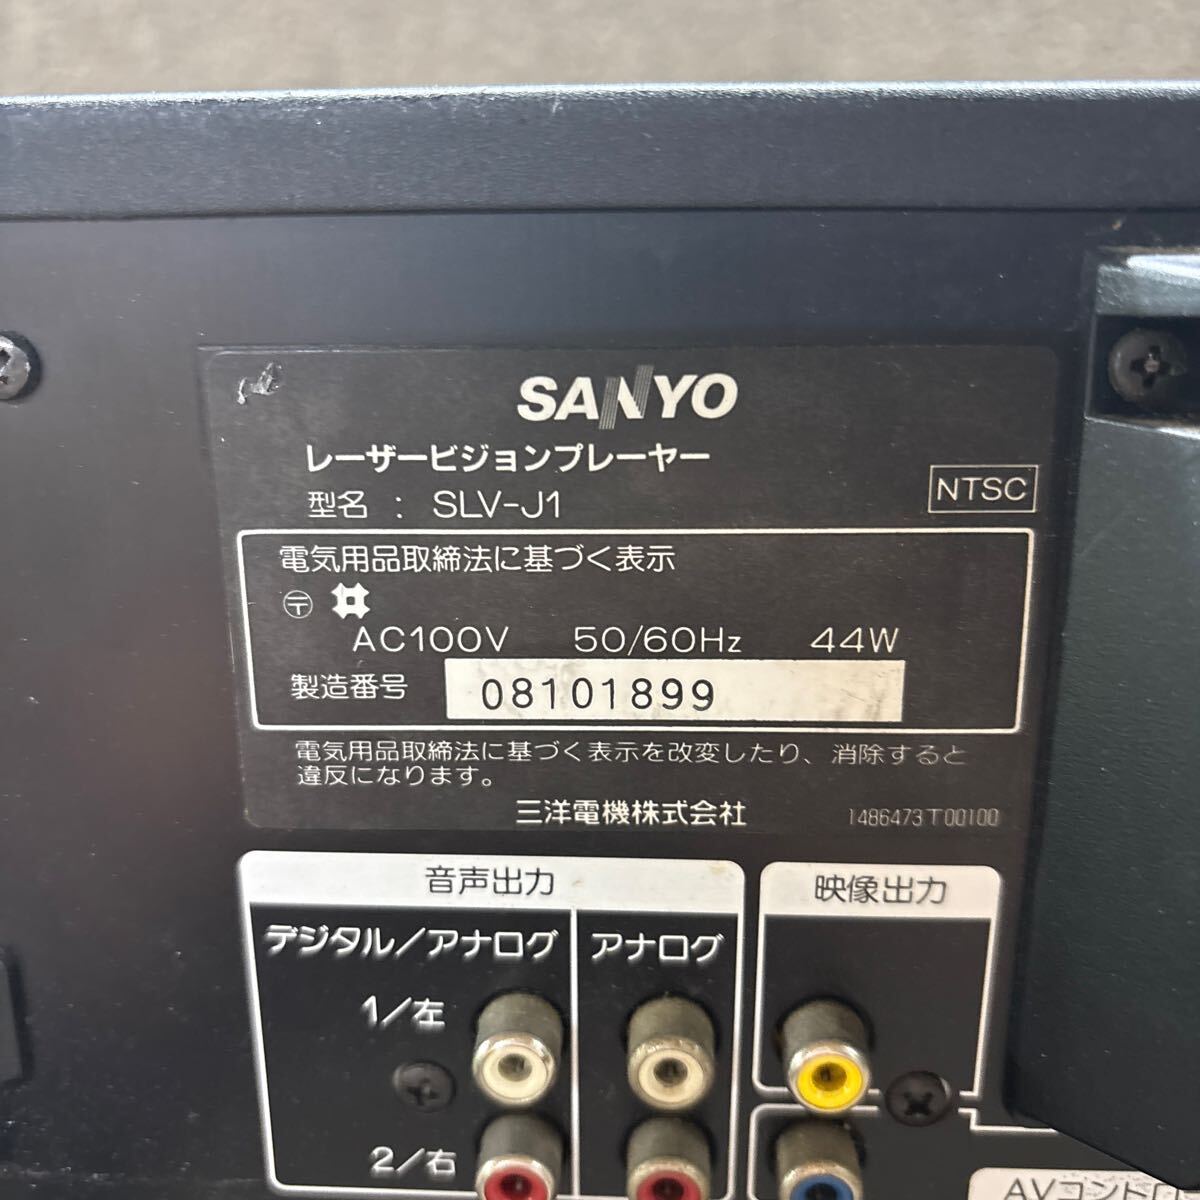 SANYO
レーザービジョンプレーヤー
型名 : SLV-J1
NTSC
電気用品取締法に基づく表示
〶
AC100V 50/60Hz 44W
製造番号 08101899
電気用品取締法に基づく表示を改変したり、消除すると
違反になります。
三洋電機株式会社 1486473T00100
音声出力
映像出力
デジタル/アナログ アナログ
1/左
2/右